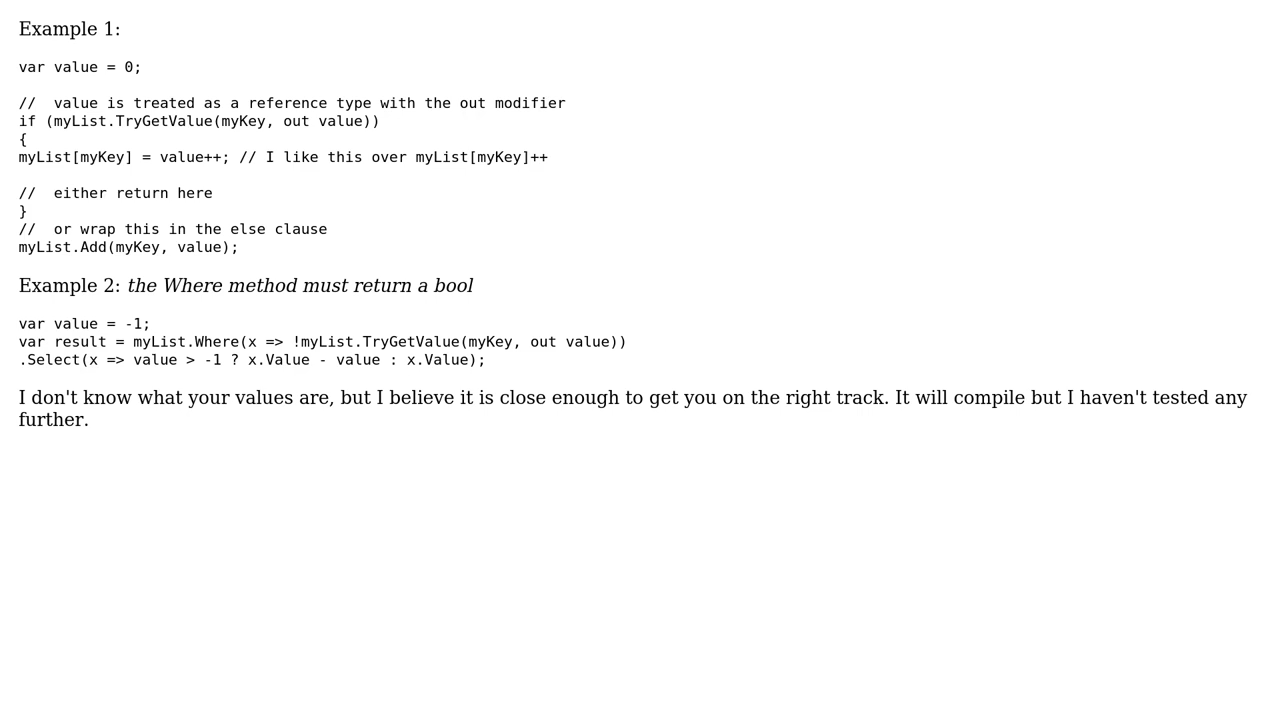 Example 1:
var value = 0;
//  value is treated as a reference type with the out modifier
if (myList.TryGetValue(myKey, out value))
{
myList[myKey] = value++; // I like this over myList[myKey]++
//  either return here
}
//  or wrap this in the else clause
myList.Add(myKey, value);
Example 2: the Where method must return a bool
var value = -1;
var result = myList.Where(x => !myList.TryGetValue(myKey, out value))
.Select(x => value > -1 ? x.Value - value : x.Value);
I don't know what your values are, but I believe it is close enough to get you on the right track. It will compile but I haven't tested any
further.